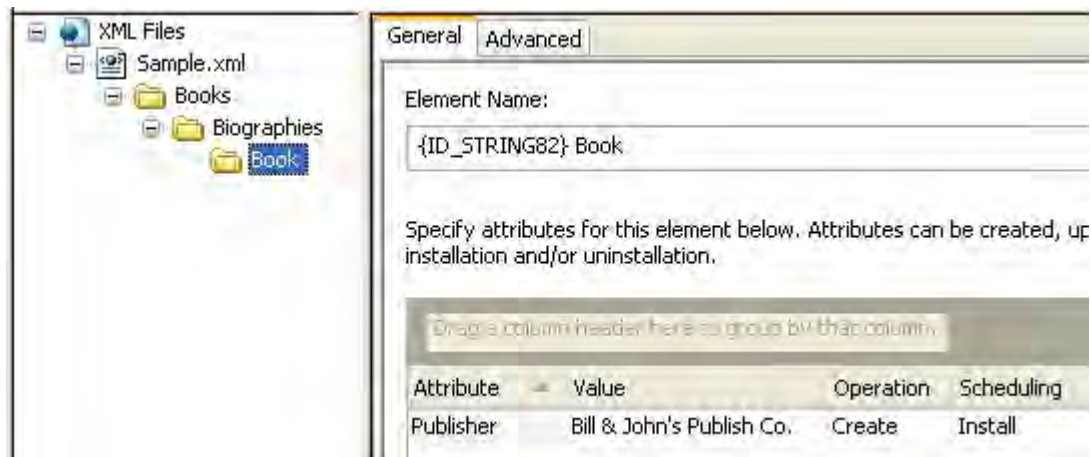 XML Files
Sample.xml
Books
Biographies
Book
General Advanced
Element Name:
{ID_STRING82} Book
Specify attributes for this element below. Attributes can be created, up
installation and/or uninstallation.
Drag a column header here to group by that column.
Attribute Value Operation Scheduling
Publisher Bill & John's Publish Co. Create Install